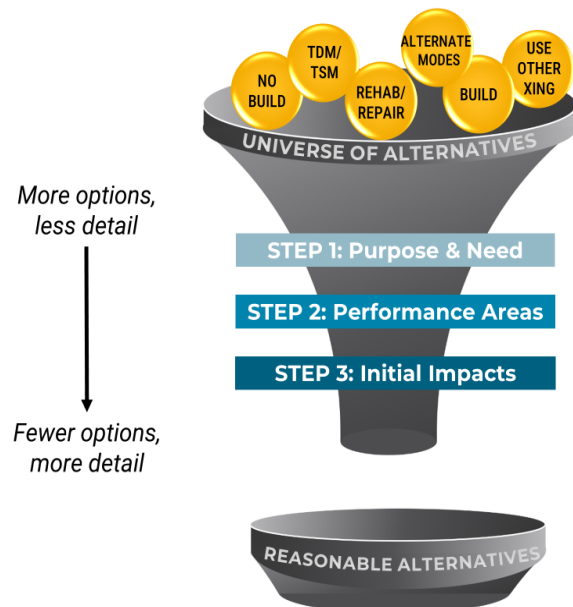 NO
BUILD
TDM/
TSM
REHAB/
REPAIR
ALTERNATE
MODES
BUILD
USE
OTHER
XING
UNIVERSE OF ALTERNATIVES
More options,
less detail
STEP 1: Purpose & Need
STEP 2: Performance Areas
STEP 3: Initial Impacts
Fewer options,
more detail
REASONABLE ALTERNATIVES